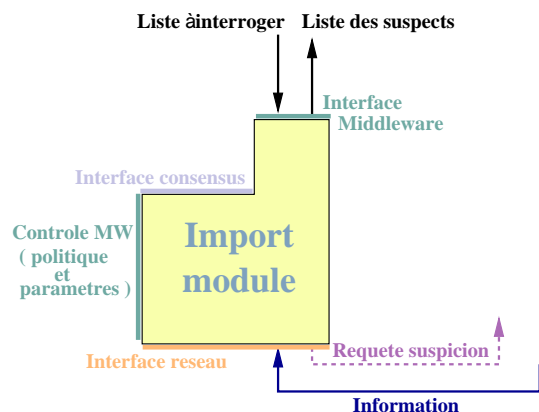 Liste àinterroger Liste des suspects
Interface
Middleware
Interface consensus
Controle MW
( politique
et
parametres )
Import
module
Interface reseau
Requete suspicion
Information